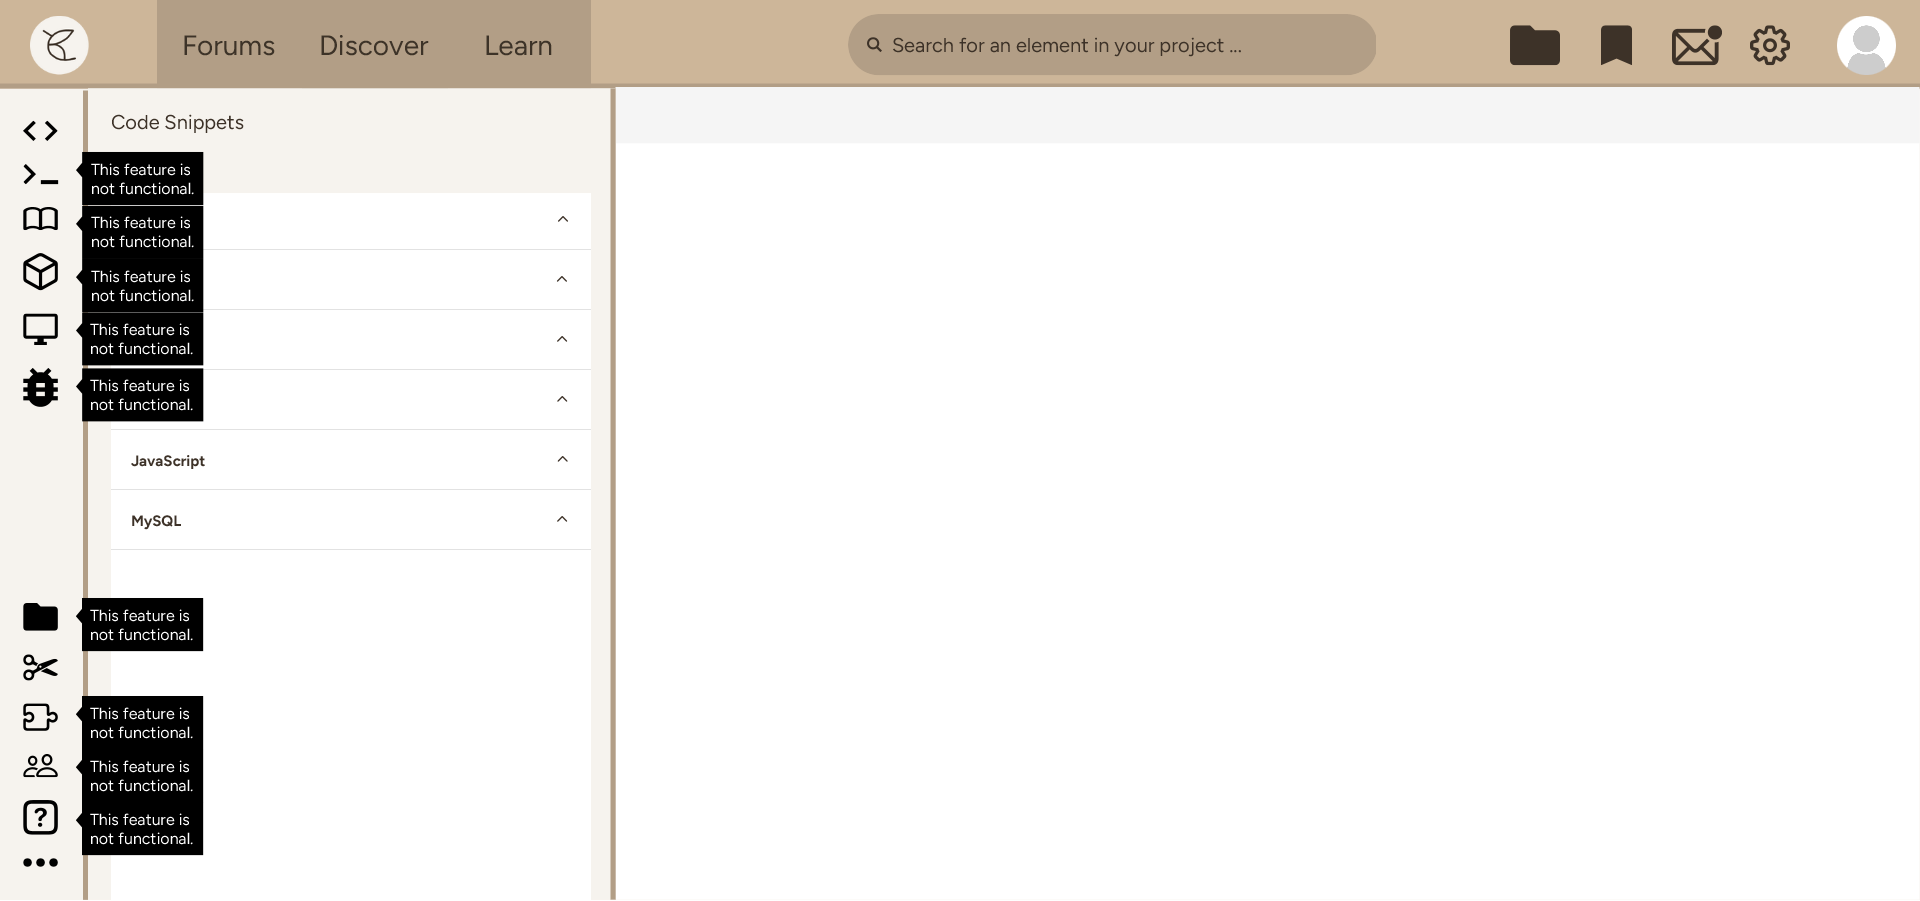 Forums Discover Learn
Search for an element in your project ...
Code Snippets
This feature is
not functional.
This feature is
not functional.
This feature is
not functional.
This feature is
not functional.
This feature is
not functional.
JavaScript
MySQL
This feature is
not functional.
This feature is
not functional.
This feature is
not functional.
This feature is
not functional.